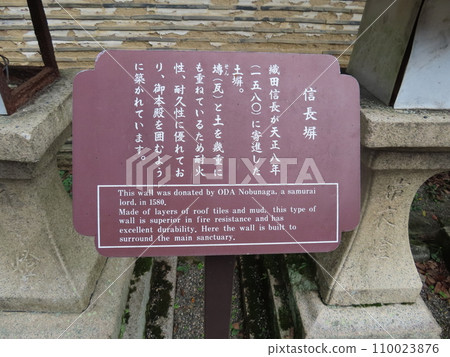 信長塀
織田信長が天正八年
(一五八〇)に寄進した
土塀。
塼(瓦)と土を幾重に
も重ねているため耐火
性、耐久性に優れてお
り、御本殿を囲むよう
に築かれています。
This wall was donated by ODA Nobunaga, a samurai
lord, in 1580.
Made of layers of roof tiles and mud, this type of
wall is superior in fire resistance and has
excellent durability. Here the wall is built to
surround the main sanctuary.
110023876